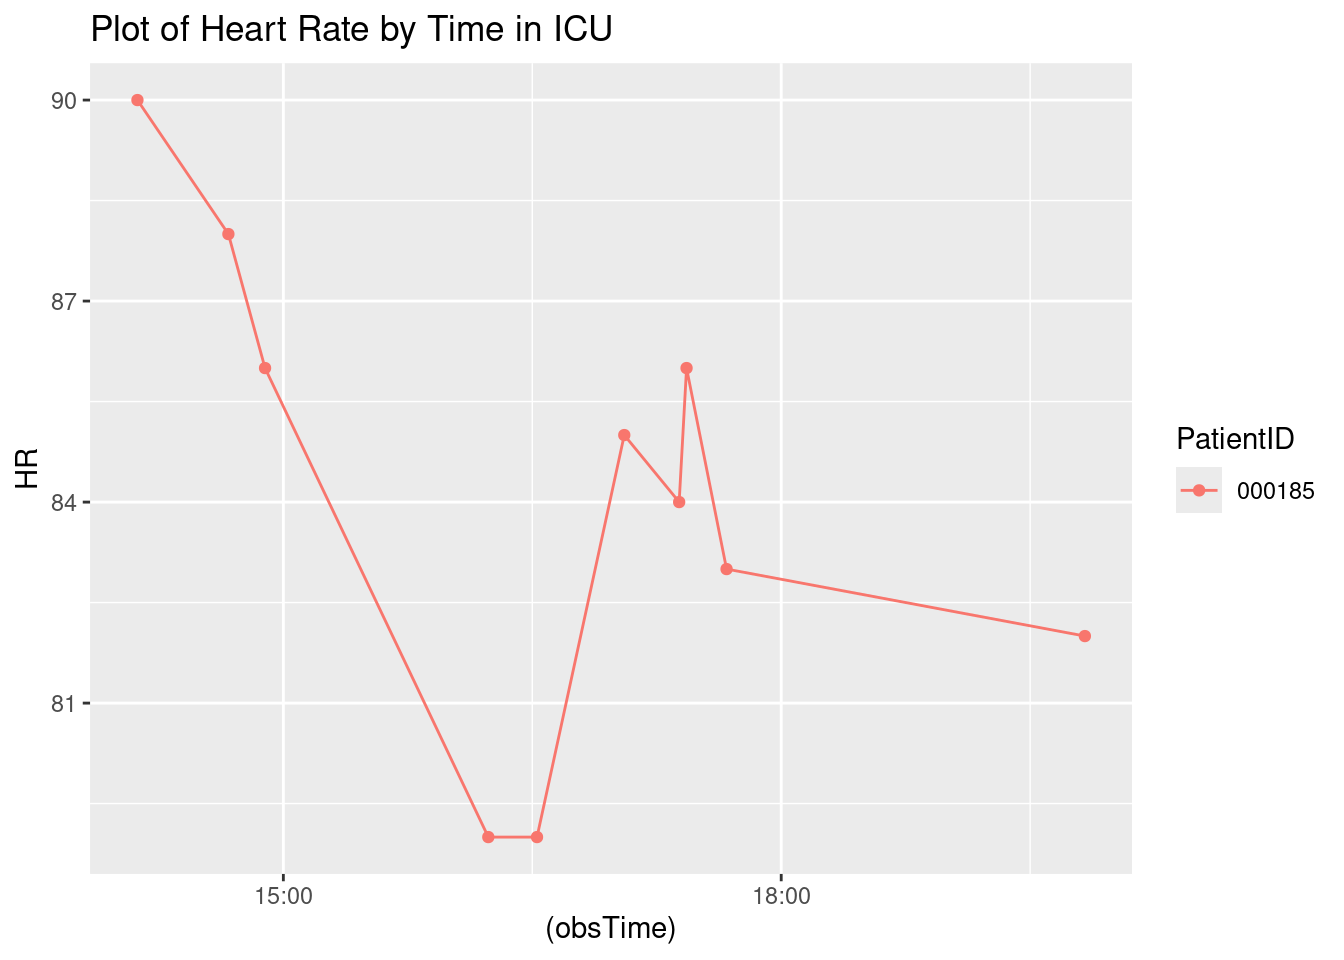 Plot of Heart Rate by Time in ICU
90
87
84
81
HR
15:00
18:00
(obsTime)
PatientID
000185